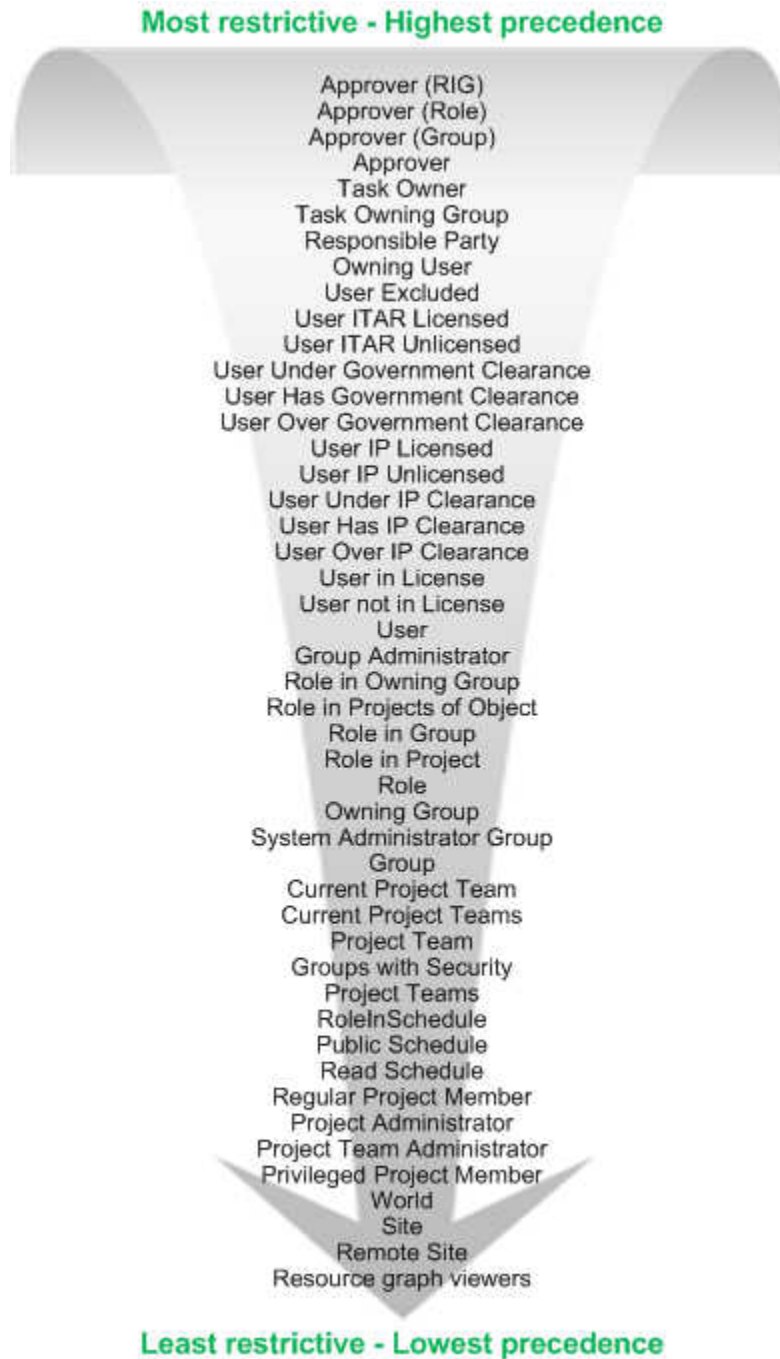 Most restrictive - Highest precedence
Approver (RIG)
Approver (Role)
Approver (Group)
Approver
Task Owner
Task Owning Group
Responsible Party
Owning User
User Excluded
User ITAR Licensed
User ITAR Unlicensed
User Under Government Clearance
User Has Government Clearance
User Over Government Clearance
User IP Licensed
User IP Unlicensed
User Under IP Clearance
User Has IP Clearance
User Over IP Clearance
User in License
User not in License
User
Group Administrator
Role in Owning Group
Role in Projects of Object
Role in Group
Role in Project
Role
Owning Group
System Administrator Group
Group
Current Project Team
Current Project Teams
Project Team
Groups with Security
Project Teams
RoleInSchedule
Public Schedule
Read Schedule
Regular Project Member
Project Administrator
Project Team Administrator
Privileged Project Member
World
Site
Remote Site
Resource graph viewers
Least restrictive - Lowest precedence